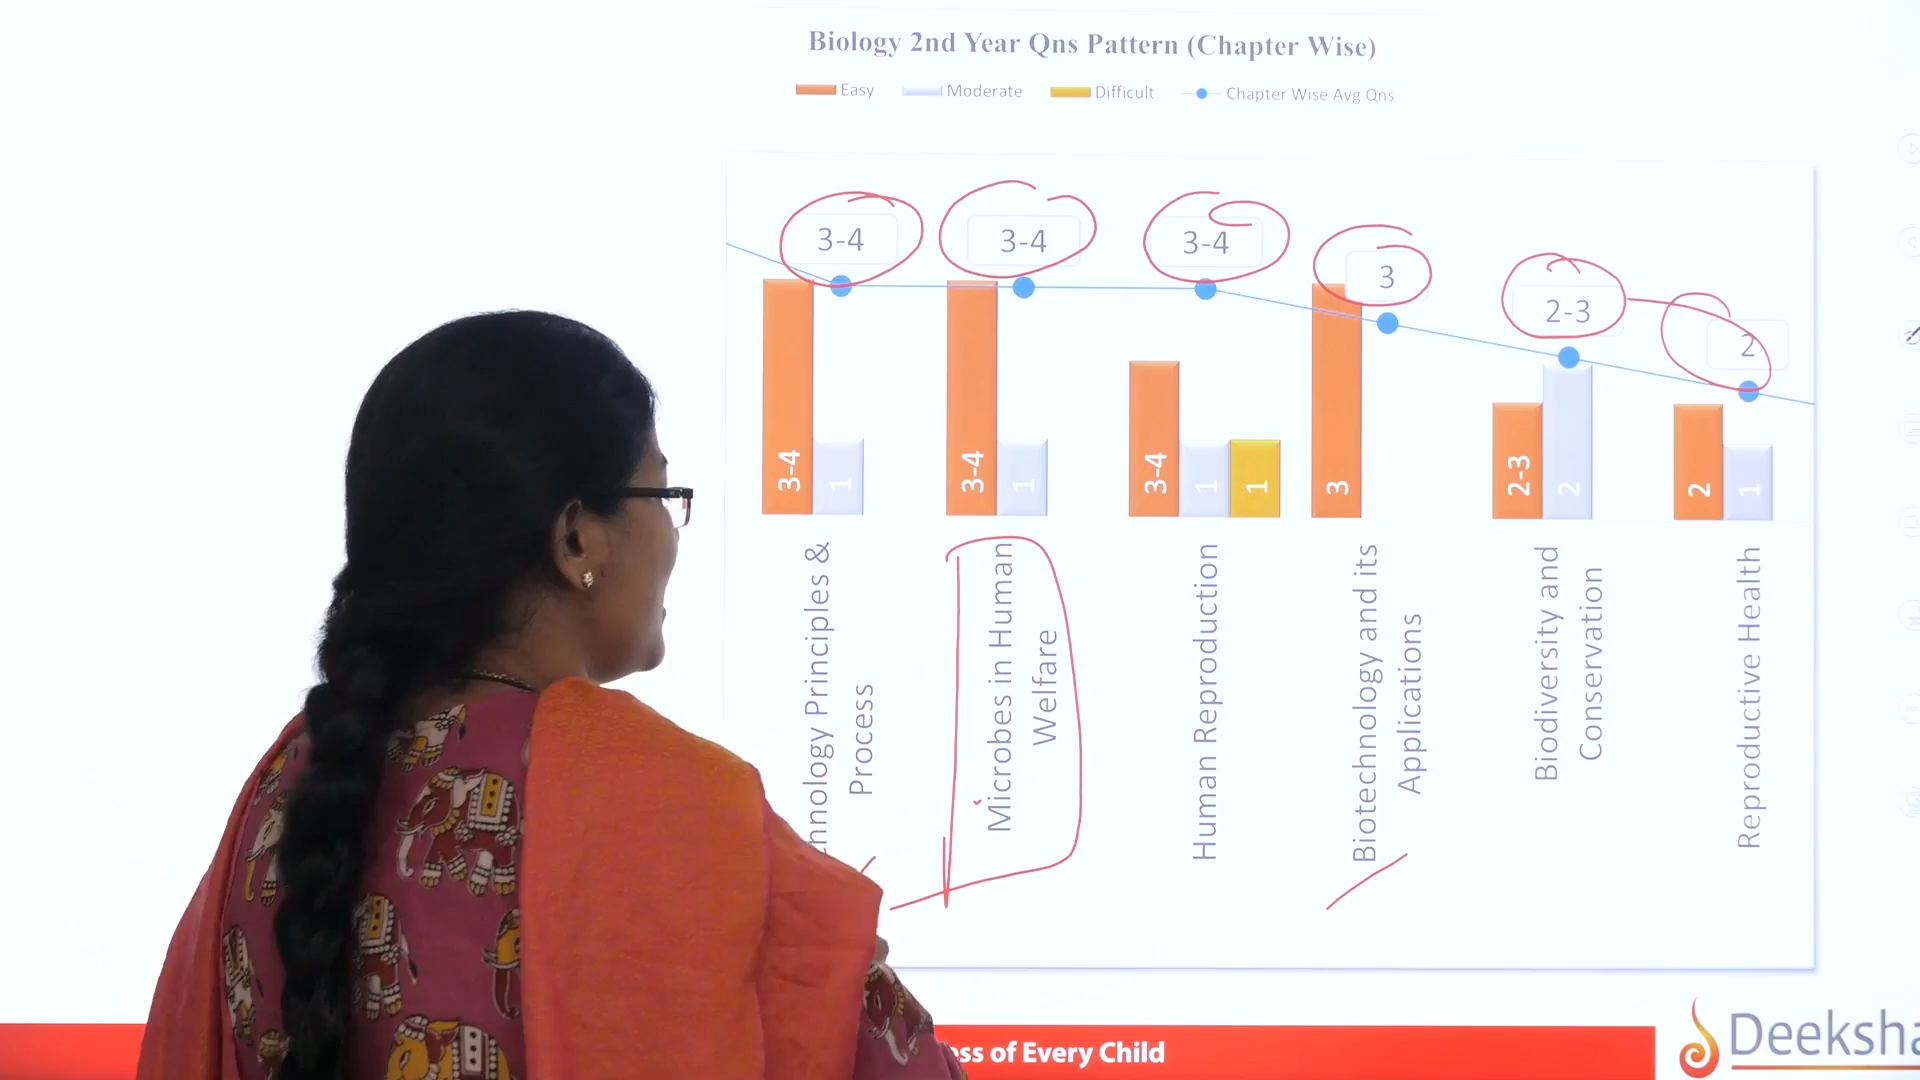 Biology 2nd Year Qns Pattern (Chapter Wise)
Easy Moderate Difficult Chapter Wise Avg Qns
3-4
3-4
3-4
3
2-3
2
3-4 1
3-4 1
3-4 1 1
3
2-3 2
2 1
Principles &
Process
Microbes in Human
Welfare
Human Reproduction
Biotechnology and its
Applications
Biodiversity and
Conservation
Reproductive Health
of Every Child
Deeksha